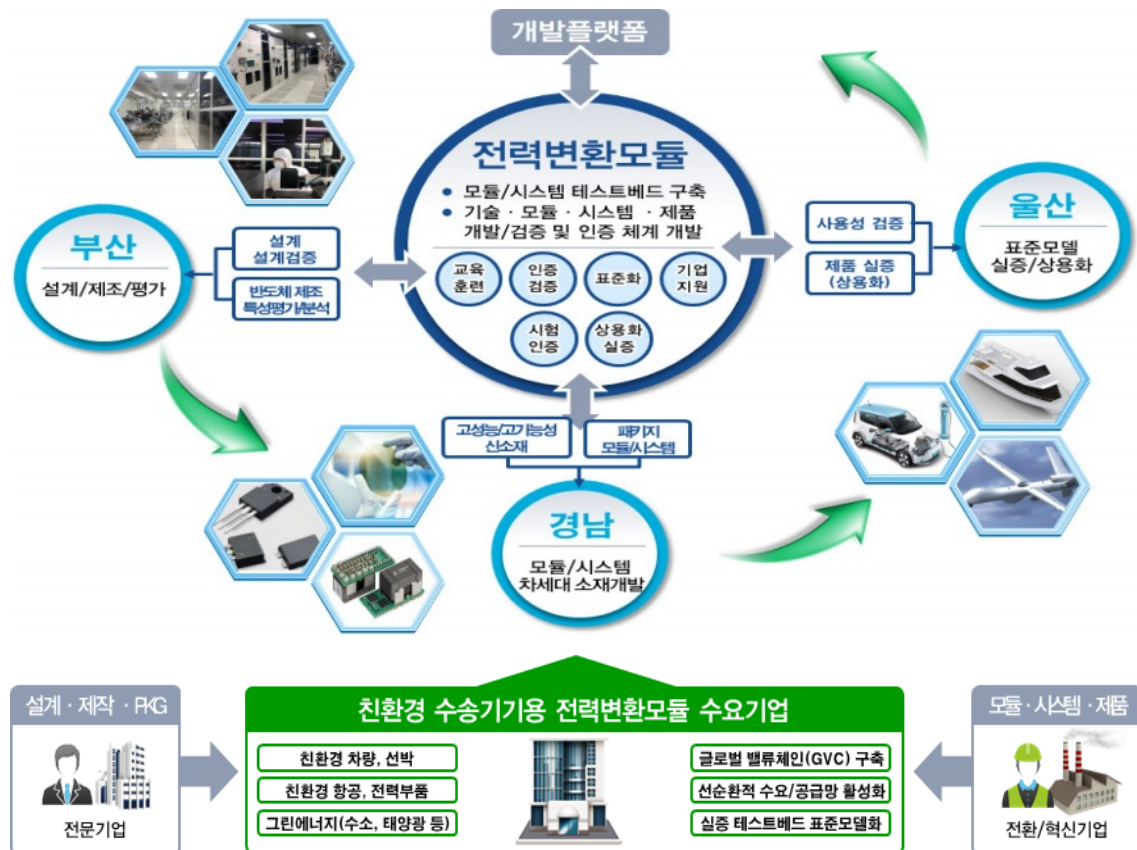 개발플랫폼
전력변환모듈
• 모듈/시스템 테스트베드 구축
• 기술 · 모듈 · 시스템 · 제품
개발/검증 및 인증 체계 개발
교육
훈련
인증
검증
표준화
기업
지원
시험
인증
상용화
실증
부산
설계/제조/평가
설계
설계검증
반도체 제조
특성평가/분석
사용성 검증
제품 실증
(상용화)
울산
표준모델
실증/상용화
고성능/고기능성
신소재
패키지
모듈/시스템
경남
모듈/시스템
차세대 소재개발
설계 · 제작 · PKG
전문기업
친환경 수송기기용 전력변환모듈 수요기업
친환경 차량, 선박
친환경 항공, 전력부품
그린에너지(수소, 태양광 등)
글로벌 밸류체인(GVC) 구축
선순환적 수요/공급망 활성화
실증 테스트베드 표준모델화
모듈 · 시스템 · 제품
전환/혁신기업